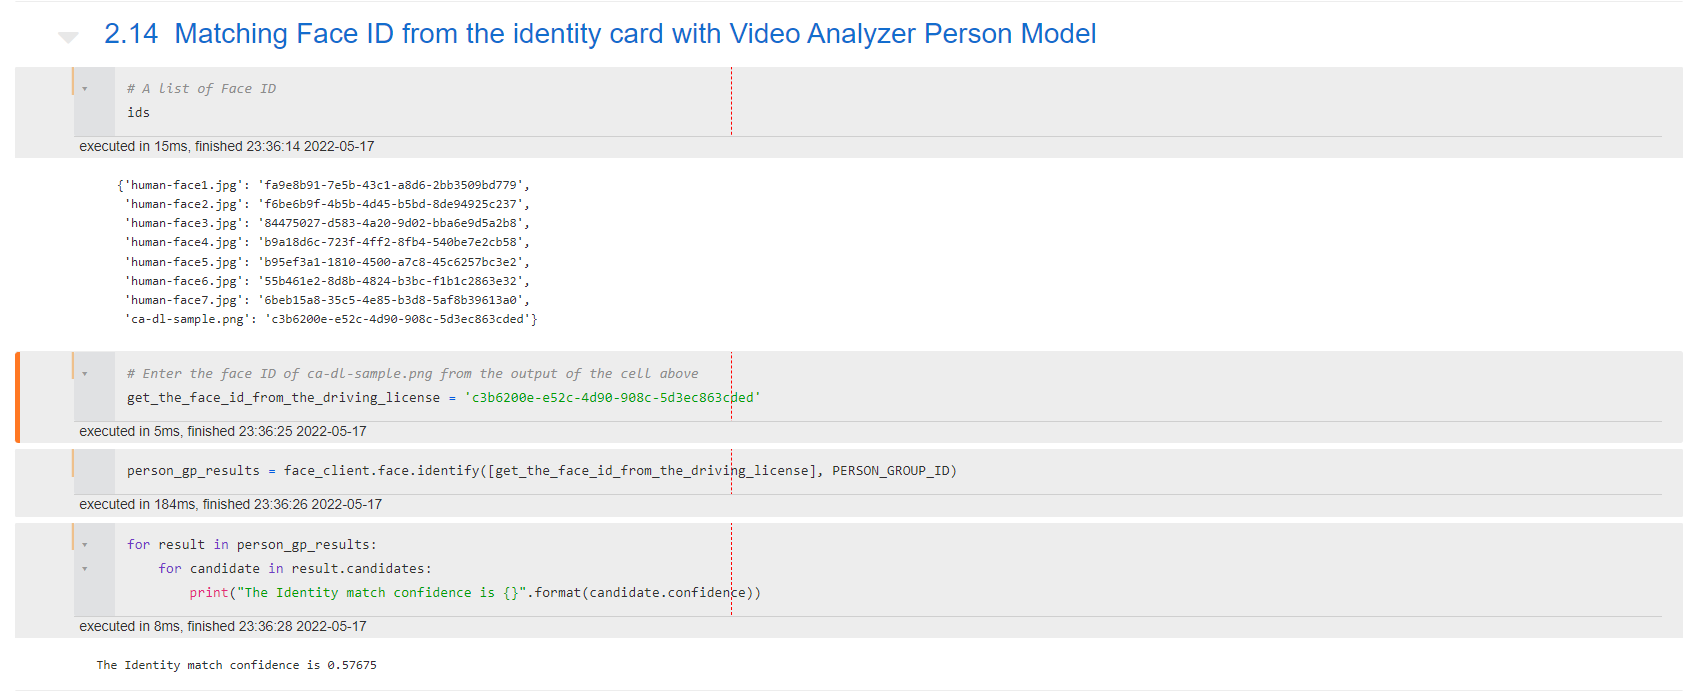 2.14 Matching Face ID from the identity card with Video Analyzer Person Model
# A list of Face ID
ids
executed in 15ms, finished 23:36:14 2022-05-17
{'human-face1.jpg': 'fa9e8b91-7e5b-43c1-a8d6-2bb3509bd779',
'human-face2.jpg': 'f6be6b9f-4b5b-4d45-b5bd-8de94925c237',
'human-face3.jpg': '84475027-d583-4a20-9d02-bba6e9d5a2b8',
'human-face4.jpg': 'b9a18d6c-723f-4ff2-8fb4-540be7e2cb58',
'human-face5.jpg': 'b95ef3a1-1810-4500-a7c8-45c6257bc3e2',
'human-face6.jpg': '55b461e2-8d8b-4824-b3bc-f1b1c2863e32',
'human-face7.jpg': '6beb15a8-35c5-4e85-b3d8-5af8b39613a0',
'ca-dl-sample.png': 'c3b6200e-e52c-4d90-908c-5d3ec863cded'}
# Enter the face ID of ca-dl-sample.png from the output of the cell above
get_the_face_id_from_the_driving_license = 'c3b6200e-e52c-4d90-908c-5d3ec863cded'
executed in 5ms, finished 23:36:25 2022-05-17
person_gp_results = face_client.face.identify([get_the_face_id_from_the_driving_license], PERSON_GROUP_ID)
executed in 184ms, finished 23:36:26 2022-05-17
for result in person_gp_results:
for candidate in result.candidates:
print("The Identity match confidence is {}".format(candidate.confidence))
executed in 8ms, finished 23:36:28 2022-05-17
The Identity match confidence is 0.57675